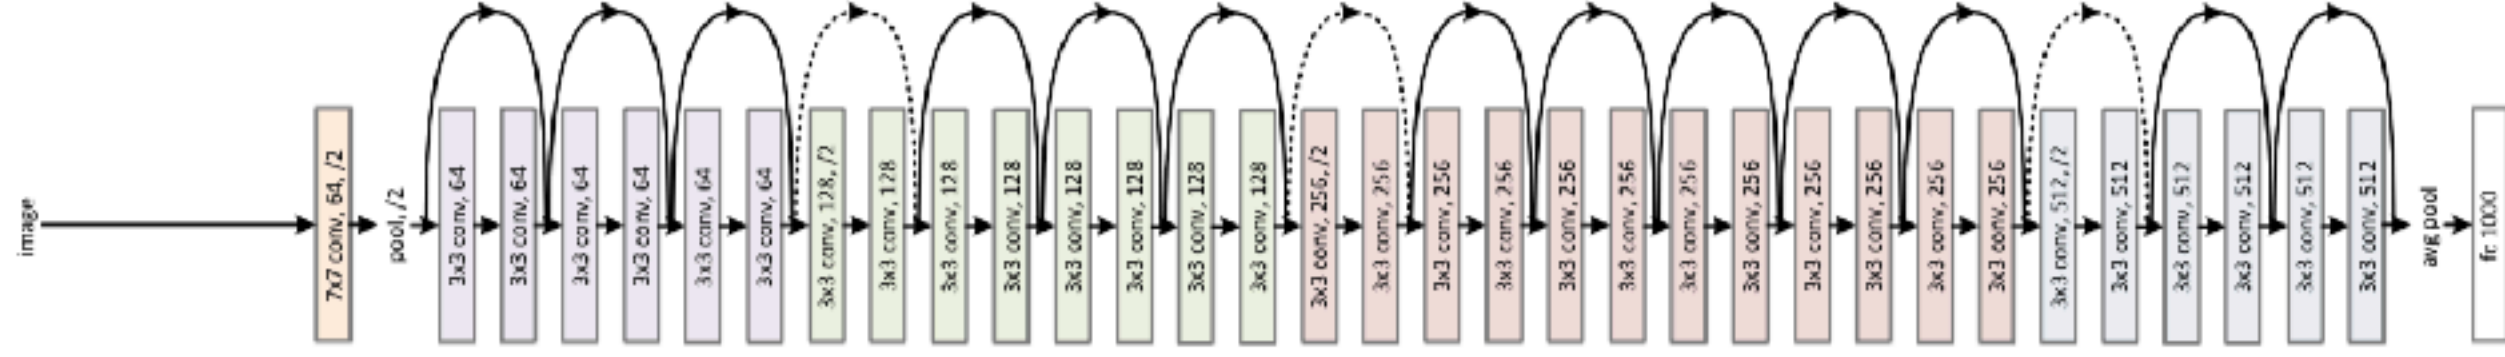 image
7x7 conv, 64, /2
pool, /2
3x3 conv, 64
3x3 conv, 64
3x3 conv, 64
3x3 conv, 64
3x3 conv, 64
3x3 conv, 64
3x3 conv, 128, /2
3x3 conv, 128
3x3 conv, 128
3x3 conv, 128
3x3 conv, 128
3x3 conv, 128
3x3 conv, 128
3x3 conv, 128
3x3 conv, 256, /2
3x3 conv, 256
3x3 conv, 256
3x3 conv, 256
3x3 conv, 256
3x3 conv, 256
3x3 conv, 256
3x3 conv, 256
3x3 conv, 256
3x3 conv, 256
3x3 conv, 256
3x3 conv, 256
3x3 conv, 512, /2
3x3 conv, 512
3x3 conv, 512
3x3 conv, 512
3x3 conv, 512
3x3 conv, 512
avg pool
fc 1000